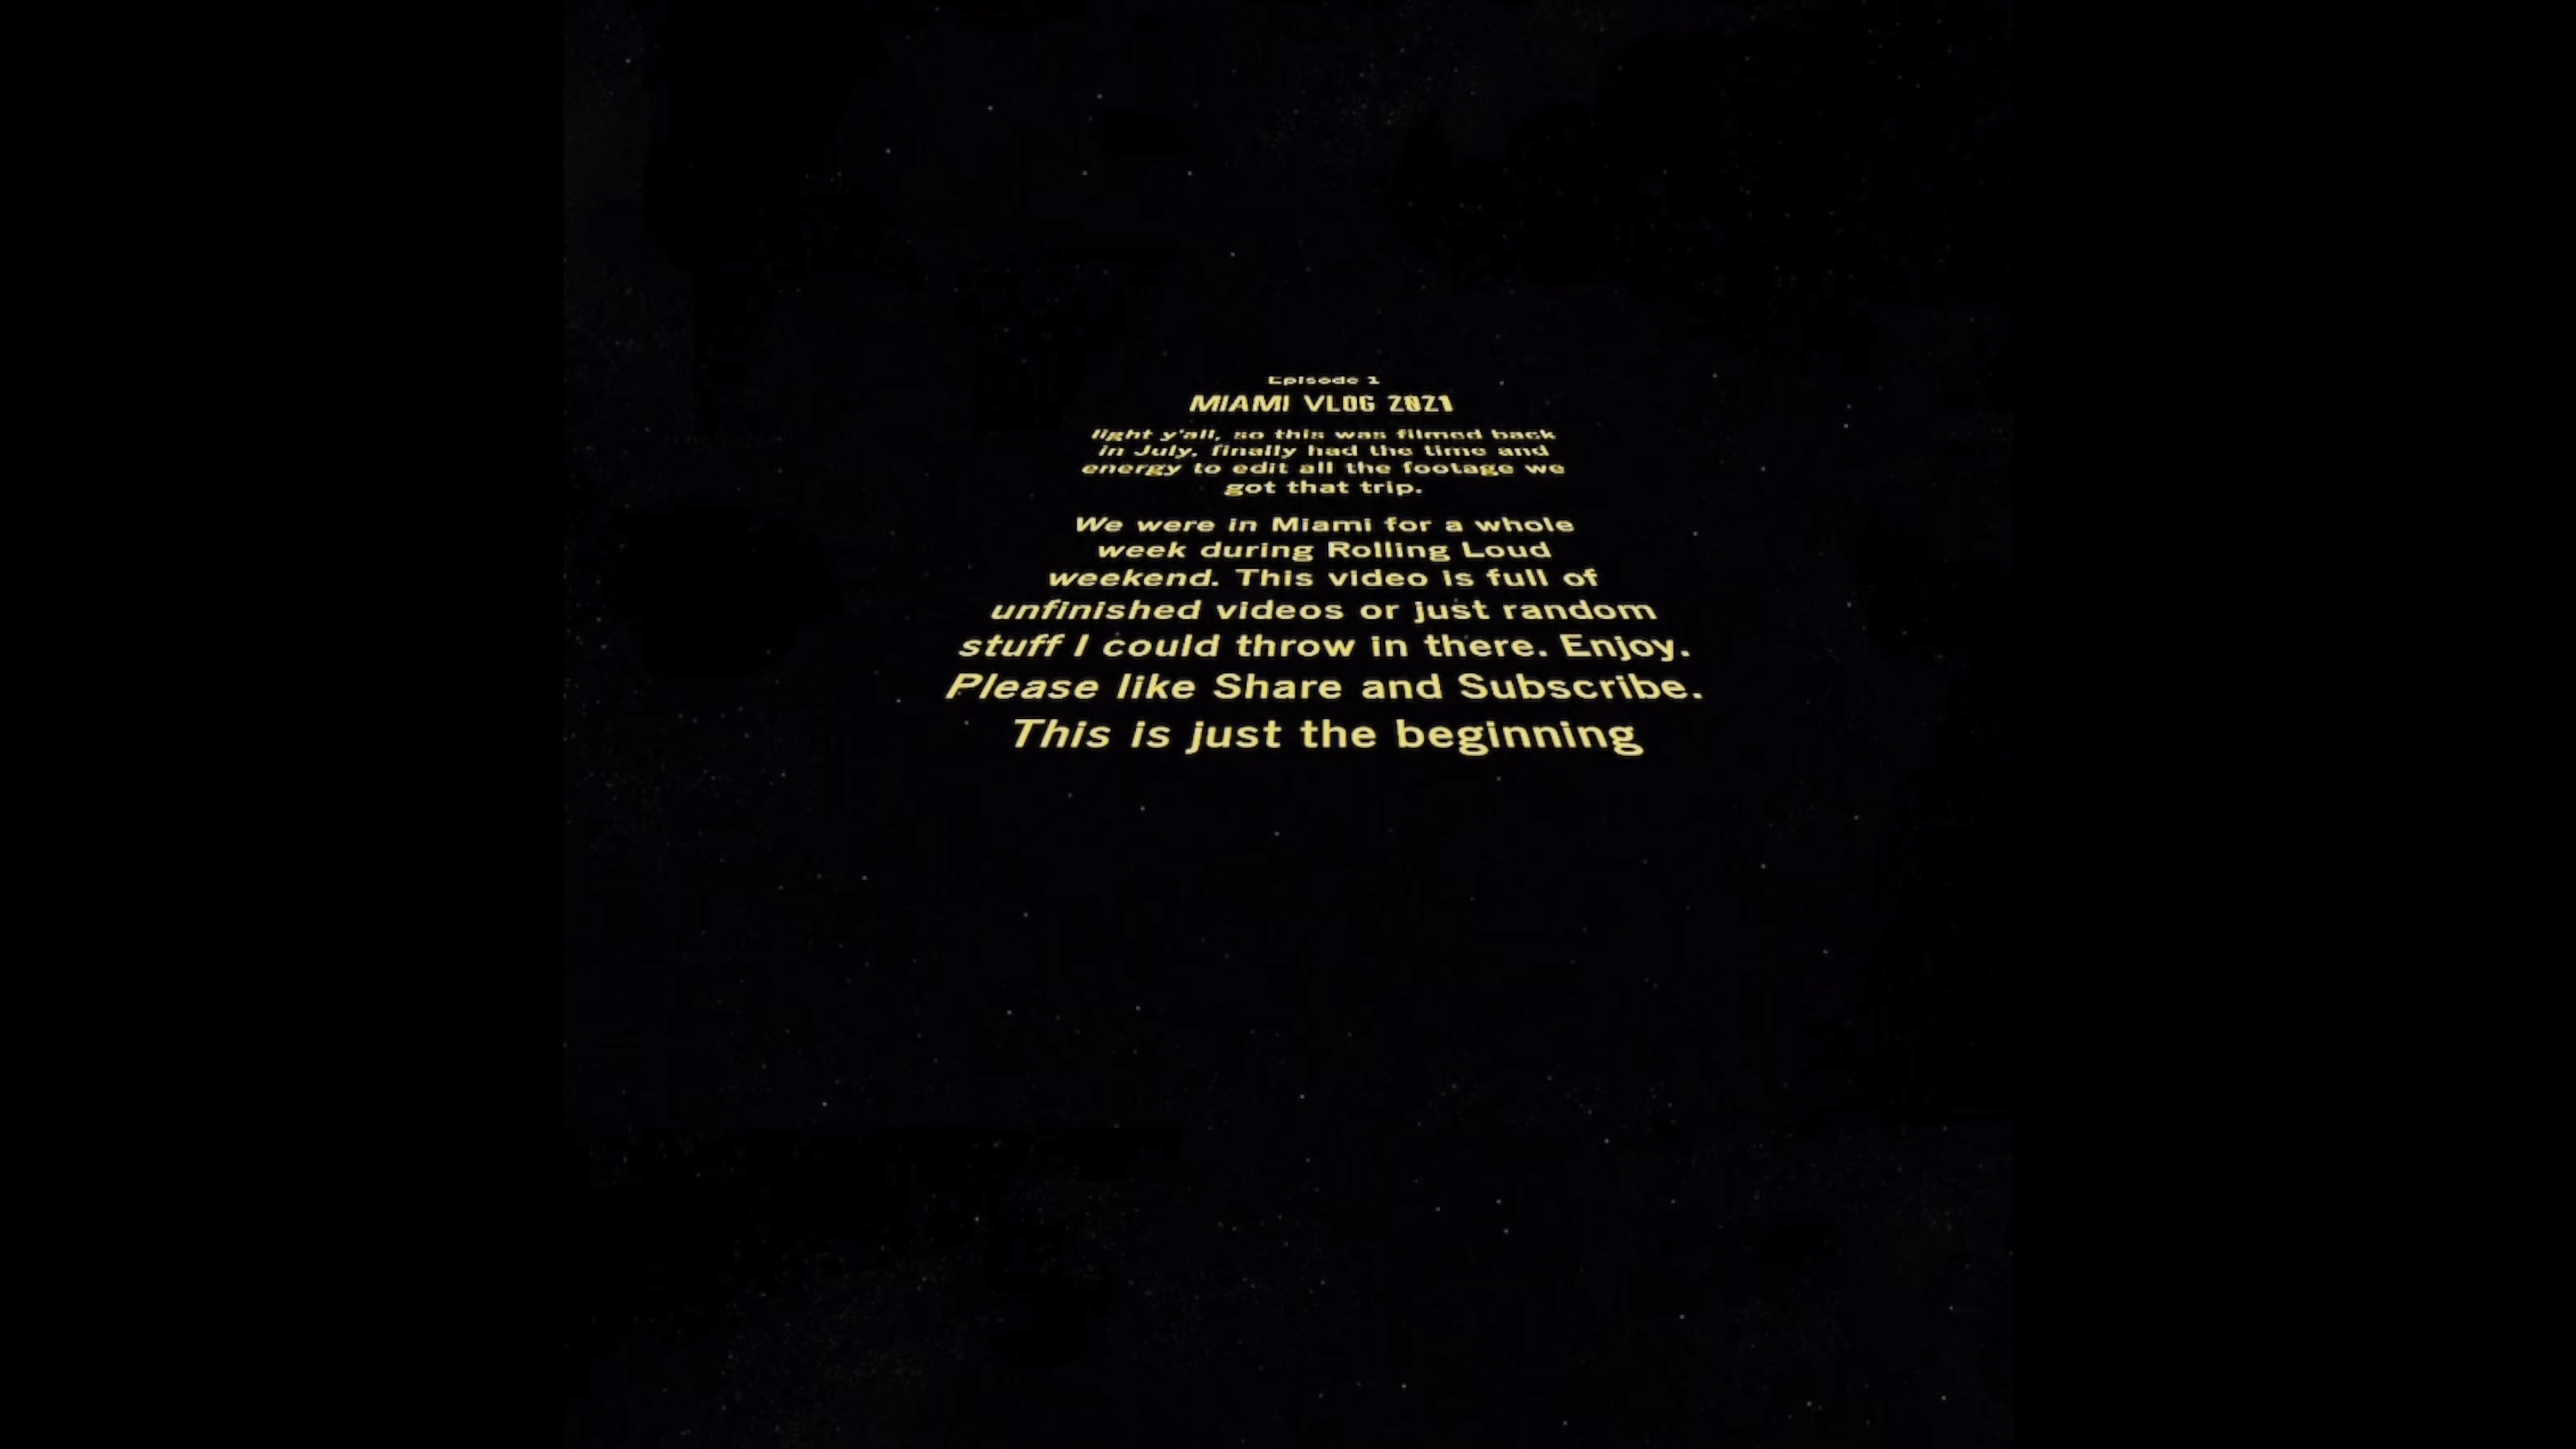 Episode 1
MIAMI VLOG 2021
light y'all, so this was filmed back
in July, finally had the time and
energy to edit all the footage we
got that trip.
We were in Miami for a whole
week during Rolling Loud
weekend. This video is full of
unfinished videos or just random
stuff I could throw in there. Enjoy.
Please like Share and Subscribe.
This is just the beginning